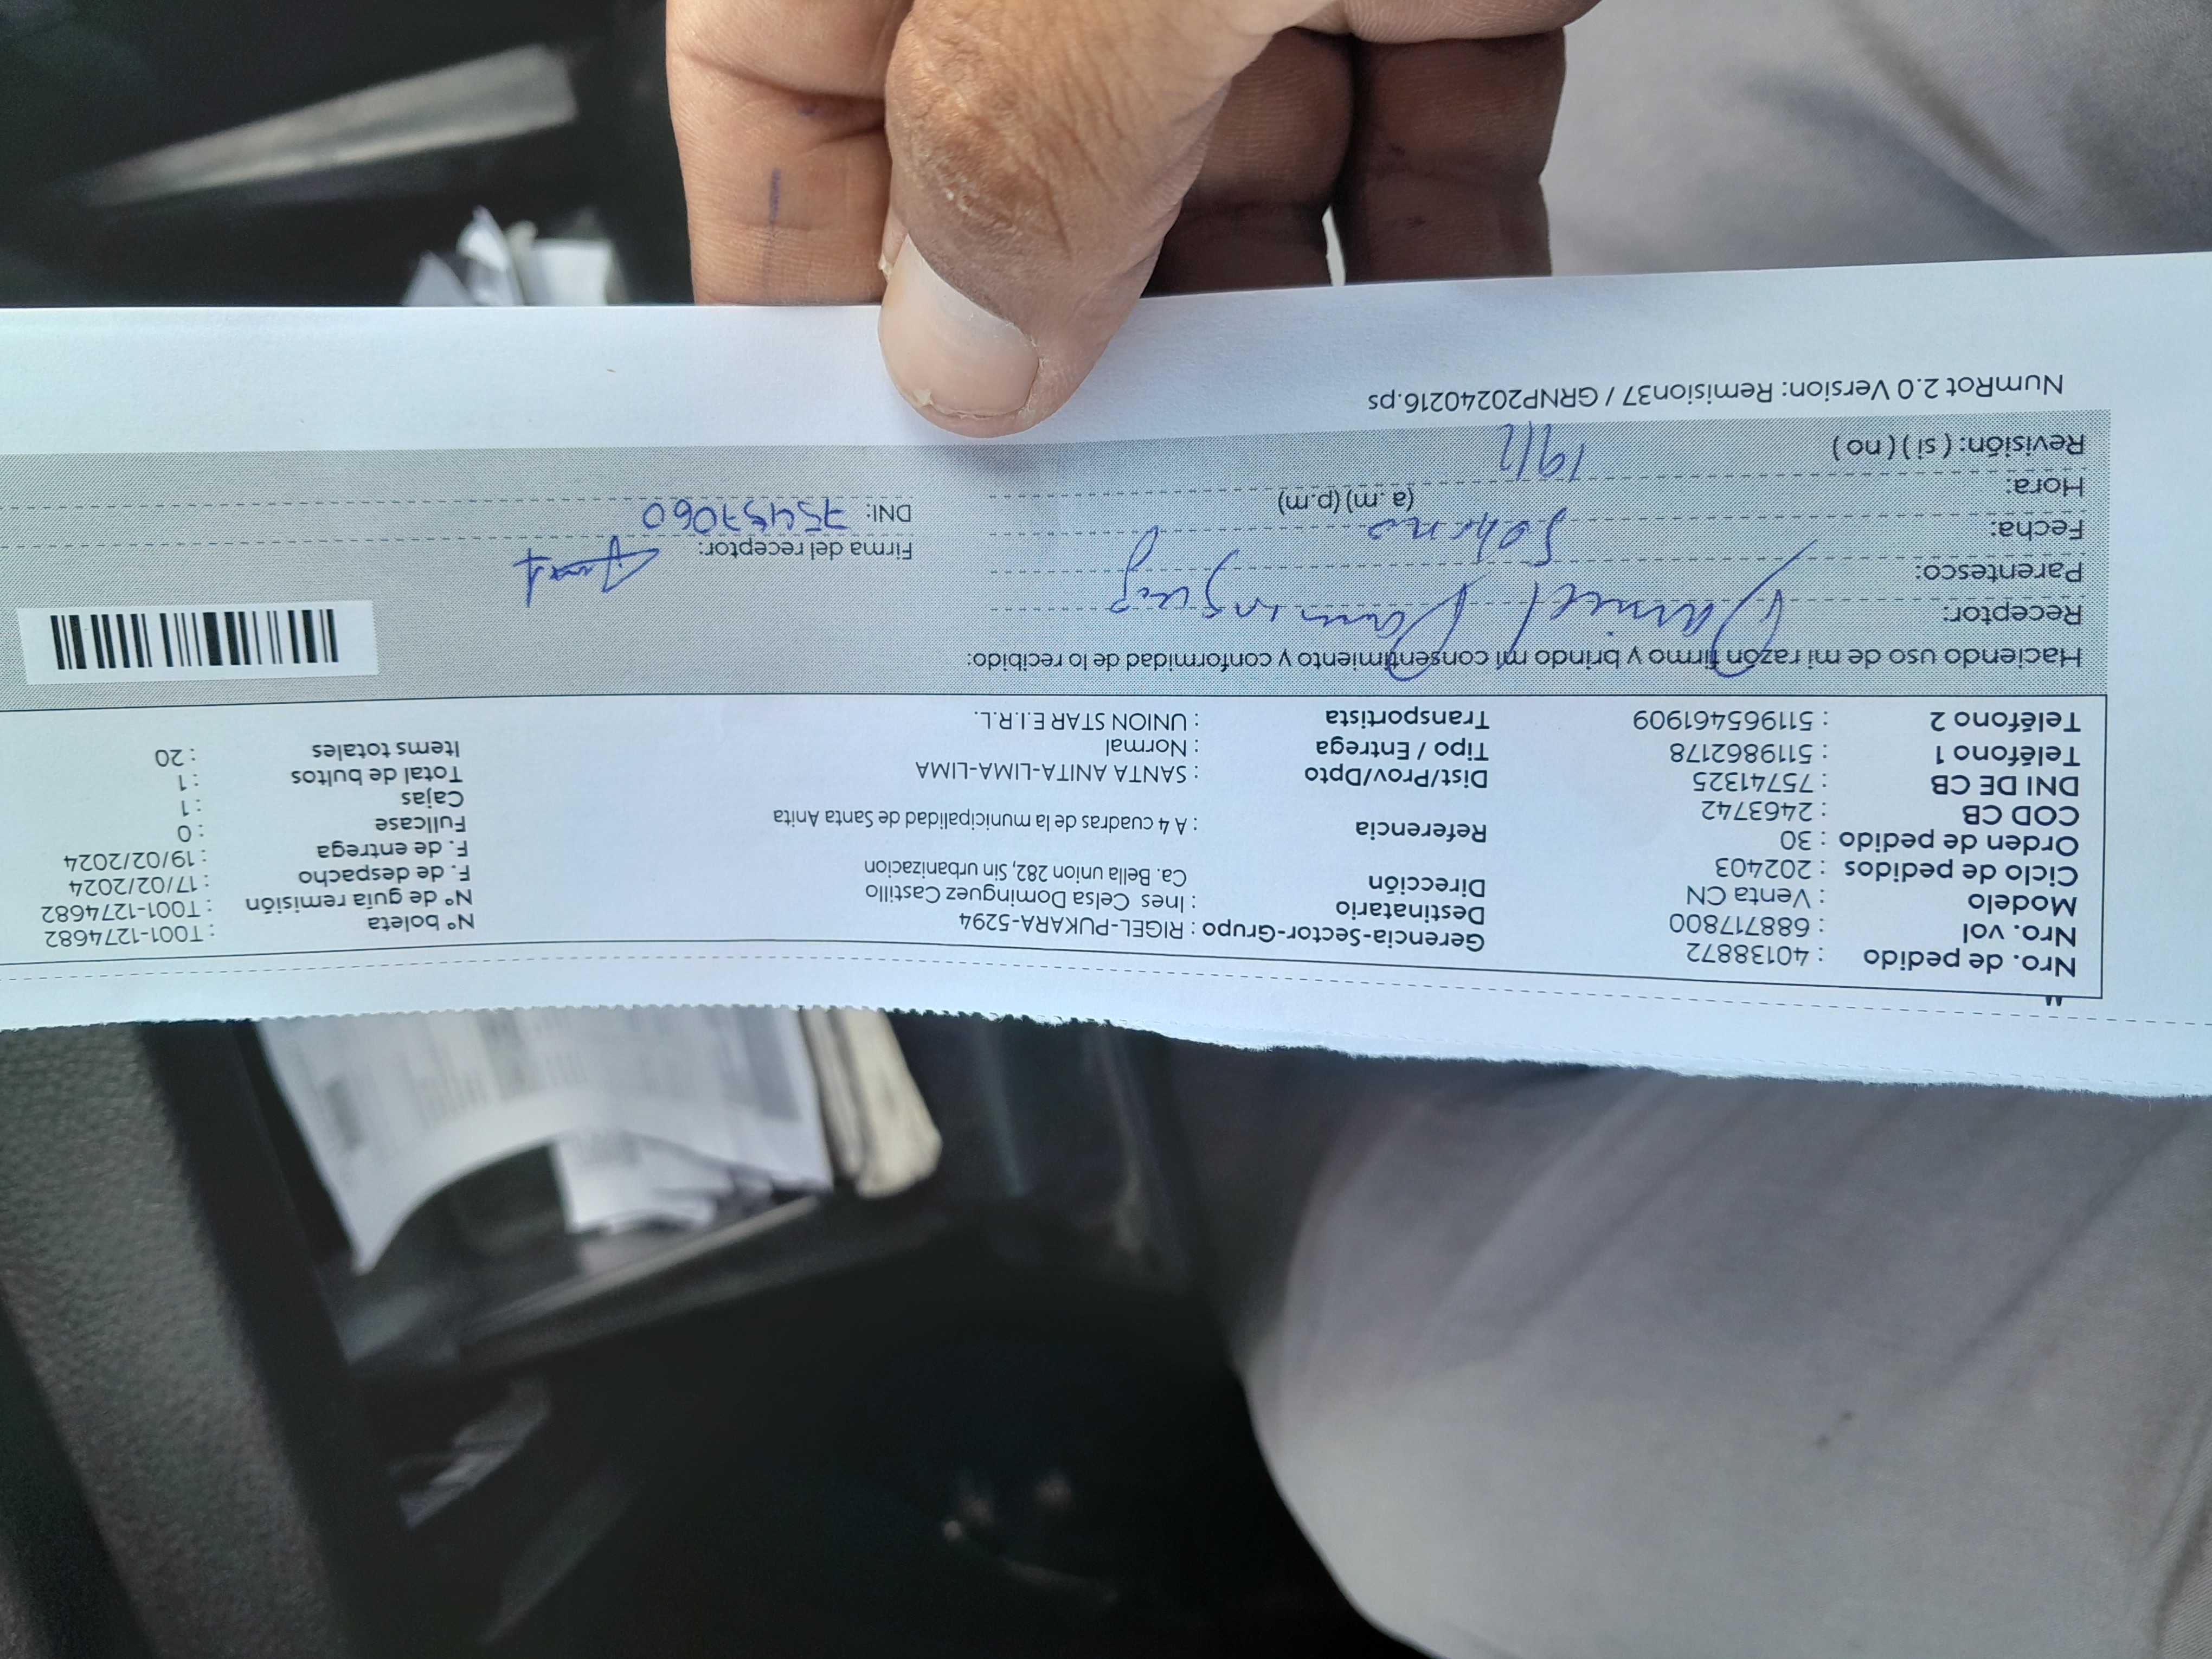 Nro. de pedido : 40138872
Nro. vol : 688717800
Modelo : Venta CN
Ciclo de pedidos : 202403
Orden de pedido : 30
COD CB : 2463742
DNI DE CB : 75741325
Teléfono 1 : 5119862178
Teléfono 2 : 511965461909
Gerencia-Sector-Grupo : RIGEL-PUKARA-5294
Destinatario : Ines Celsa Dominguez Castillo
Dirección Ca. Bella union 282, Sin urbanizacion
Referencia : A 4 cuadras de la municipalidad de Santa Anita
Dist/Prov/Dpto : SANTA ANITA-LIMA-LIMA
Tipo / Entrega : Normal
Transportista : UNION STAR E.I.R.L.
N° boleta : T001-1274682
N° de guía remisión : T001-1274682
F. de despacho : 17/02/2024
F. de entrega : 19/02/2024
Fullcase : 0
Cajas : 1
Total de bultos : 1
Items totales : 20
Haciendo uso de mi razón firmo y brindo mi consentimiento y conformidad de lo recibido:
Receptor: Daniel Dominguez
Parentesco:
Fecha:
Hora: (a. m) (p.m)
Revisión: ( si ) ( no ) 19/2
Firma del receptor:
DNI: 75457060
NumRot 2.0 Version: Remision37 / GRNP20240216.ps